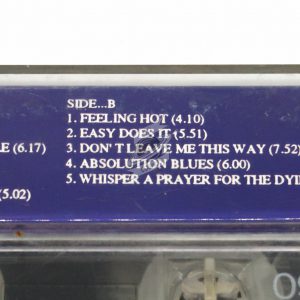 SIDE...B
1. FEELING HOT (4.10)
2. EASY DOES IT (5.51)
E (6.17)
3. DON'T LEAVE ME THIS WAY (7.52)
4. ABSOLUTION BLUES (6.00)
5. WHISPER A PRAYER FOR THE DYI
(5.02)